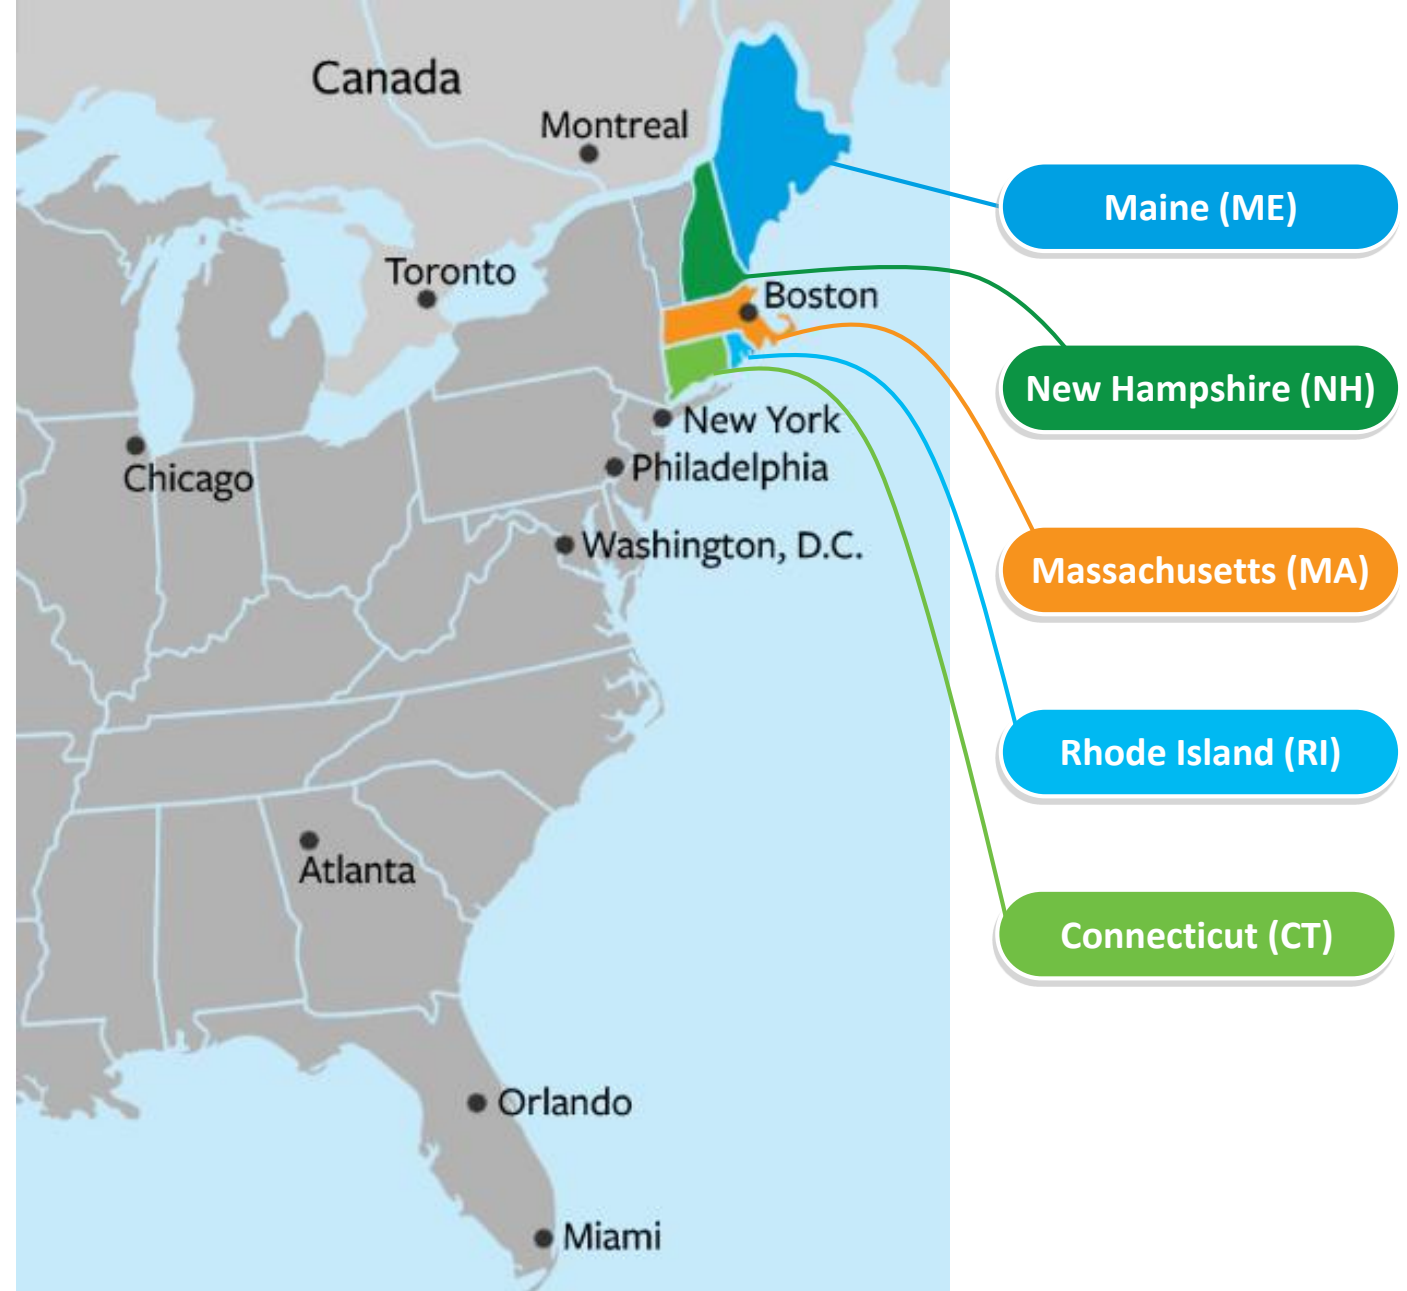 Canada
Montreal
Maine (ME)
Toronto
Boston
New Hampshire (NH)
New York
Chicago
Philadelphia
Washington, D.C.
Massachusetts (MA)
Rhode Island (RI)
Atlanta
Connecticut (CT)
Orlando
Miami